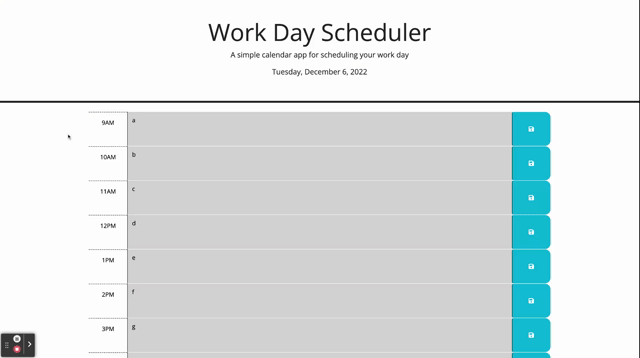 Work Day Scheduler
A simple calendar app for scheduling your work day
Tuesday, December 6, 2022
9AM a
10AM b
11AM c
12PM d
1PM e
2PM f
3PM g